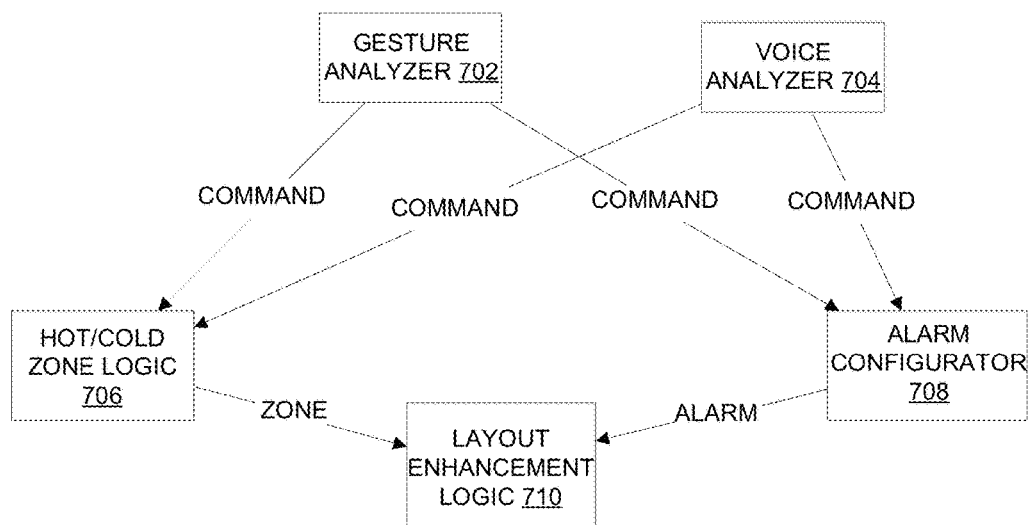 GESTURE
ANALYZER 702
VOICE
ANALYZER 704
COMMAND
COMMAND
COMMAND
COMMAND
HOT/COLD
ZONE LOGIC
706
ALARM
CONFIGURATOR
708
ZONE
ALARM
LAYOUT
ENHANCEMENT
LOGIC 710